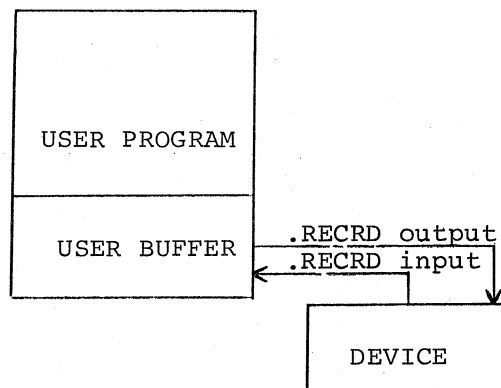 USER PROGRAM
USER BUFFER
.RECRD output
.RECRD input
DEVICE